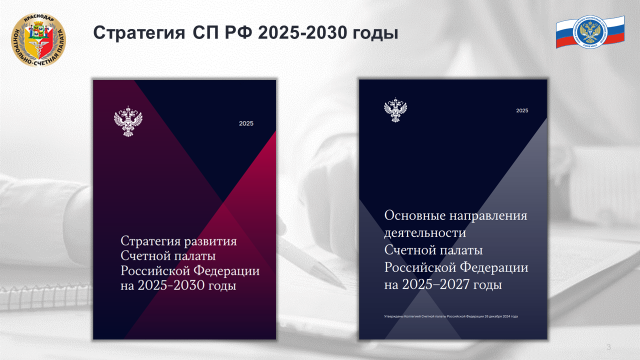 Стратегия СП РФ 2025-2030 годы
КРАСНОДАР
КОНТРОЛЬНО-СЧЕТНАЯ ПАЛАТА
2025
Стратегия развития
Счетной палаты
Российской Федерации
на 2025-2030 годы
2025
Основные направления
деятельности
Счетной палаты
Российской Федерации
на 2025–2027 годы
3